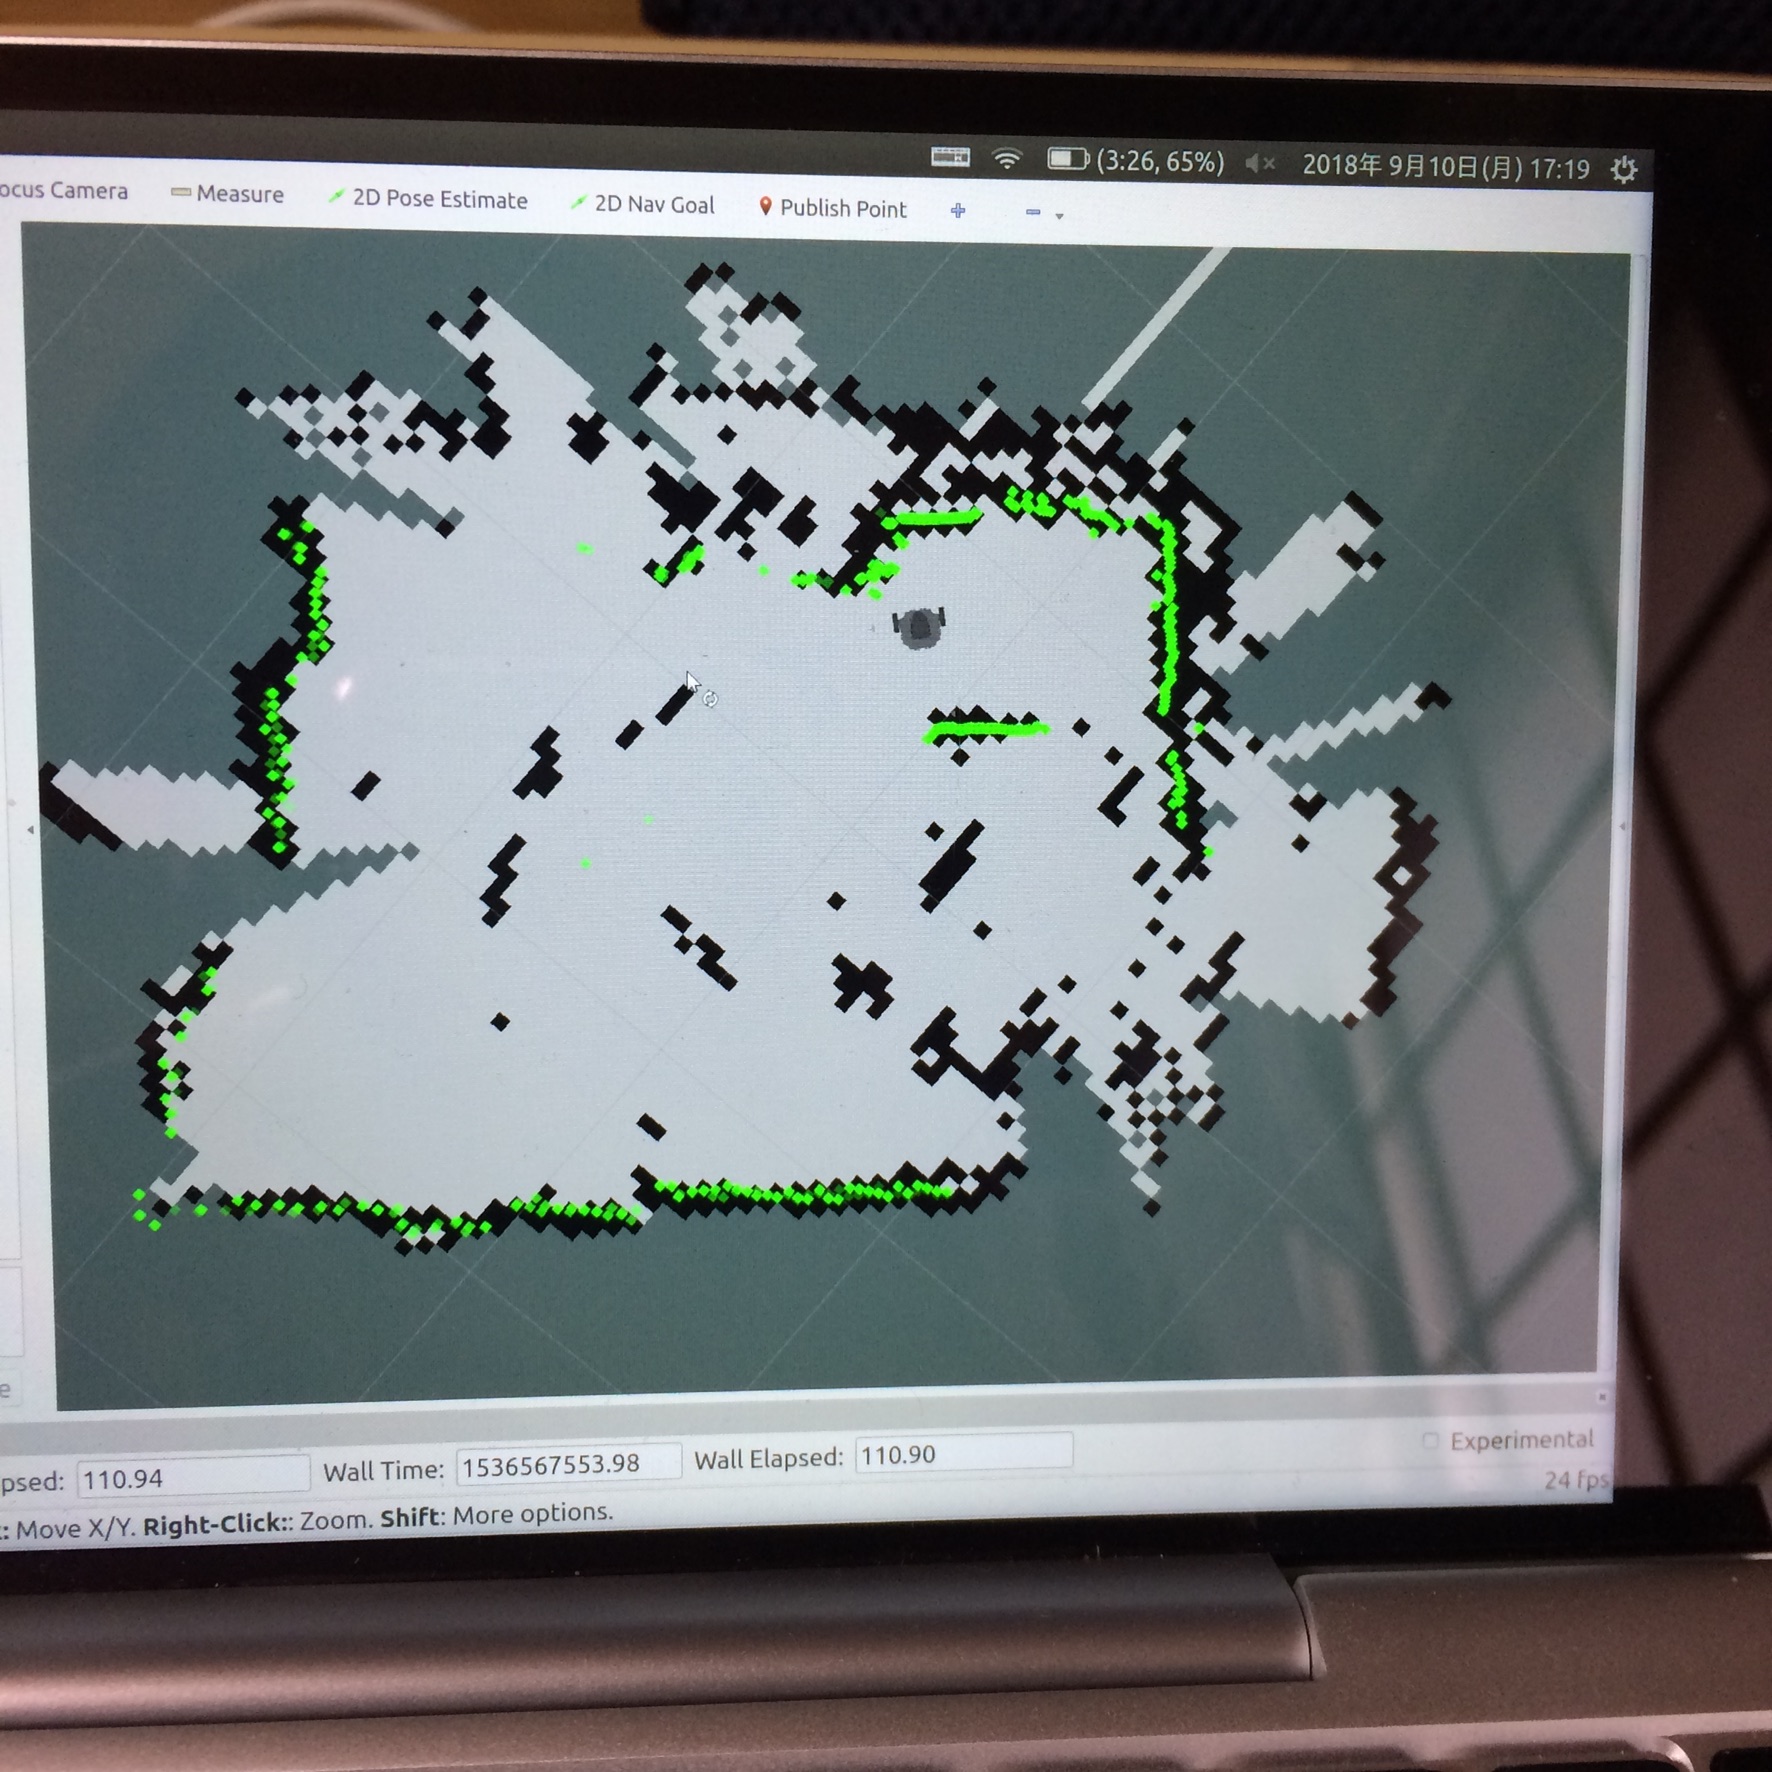 (3:26, 65%) 2018年 9月10日(月) 17:19
ocus Camera Measure 2D Pose Estimate 2D Nav Goal Publish Point
e
psed: 110.94 Wall Time: 1536567553.98 Wall Elapsed: 110.90 Experimental
24 fps
: Move X/Y. Right-Click:: Zoom. Shift: More options.